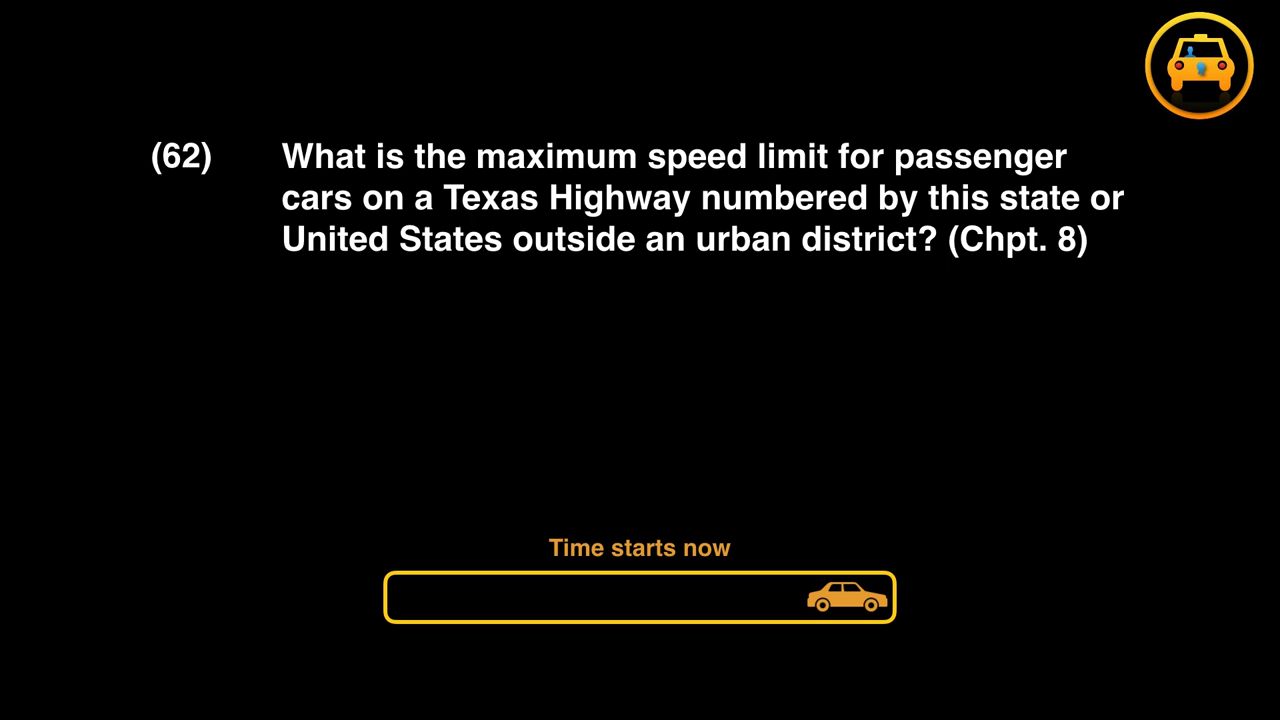 (62) What is the maximum speed limit for passenger
cars on a Texas Highway numbered by this state or
United States outside an urban district? (Chpt. 8)
Time starts now